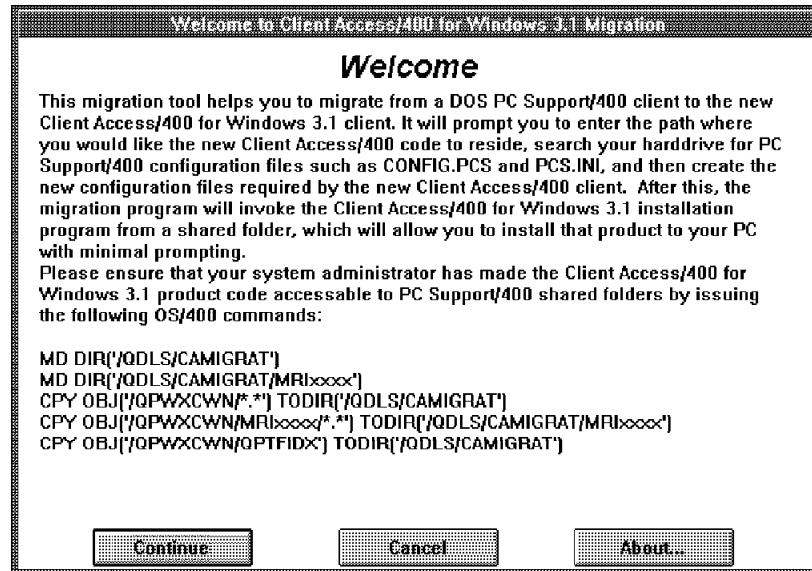 Welcome to Client Access/400 for Windows 3.1 Migration
Welcome
This migration tool helps you to migrate from a DOS PC Support/400 client to the new
Client Access/400 for Windows 3.1 client. It will prompt you to enter the path where
you would like the new Client Access/400 code to reside, search your harddrive for PC
Support/400 configuration files such as CONFIG.PCS and PCS.INI, and then create the
new configuration files required by the new Client Access/400 client. After this, the
migration program will invoke the Client Access/400 for Windows 3.1 installation
program from a shared folder, which will allow you to install that product to your PC
with minimal prompting.
Please ensure that your system administrator has made the Client Access/400 for
Windows 3.1 product code accessable to PC Support/400 shared folders by issuing
the following OS/400 commands:
MD DIR('/QDLS/CAMIGRAT')
MD DIR('/QDLS/CAMIGRAT/MRIxxxx')
CPY OBJ('/QPWXCWN/*.*') TODIR('/QDLS/CAMIGRAT')
CPY OBJ('/QPWXCWN/MRIxxxx/*.*') TODIR('/QDLS/CAMIGRAT/MRIxxxx')
CPY OBJ('/QPWXCWN/QPTFIDX') TODIR('/QDLS/CAMIGRAT')
Continue Cancel About...